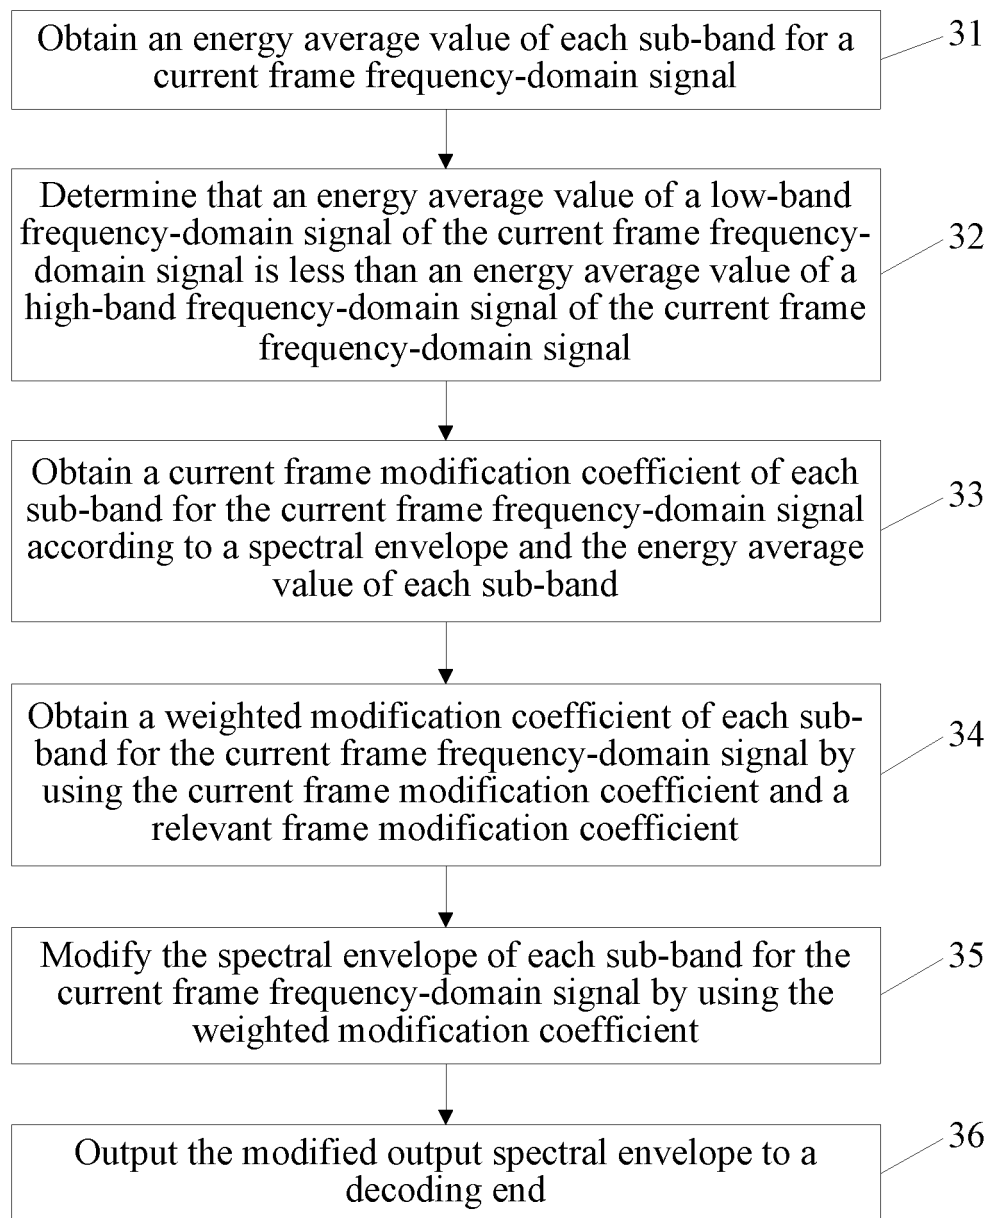 Obtain an energy average value of each sub-band for a
current frame frequency-domain signal
31
Determine that an energy average value of a low-band
frequency-domain signal of the current frame frequency-
domain signal is less than an energy average value of a
high-band frequency-domain signal of the current frame
frequency-domain signal
32
Obtain a current frame modification coefficient of each
sub-band for the current frame frequency-domain signal
according to a spectral envelope and the energy average
value of each sub-band
33
Obtain a weighted modification coefficient of each sub-
band for the current frame frequency-domain signal by
using the current frame modification coefficient and a
relevant frame modification coefficient
34
Modify the spectral envelope of each sub-band for the
current frame frequency-domain signal by using the
weighted modification coefficient
35
Output the modified output spectral envelope to a
decoding end
36